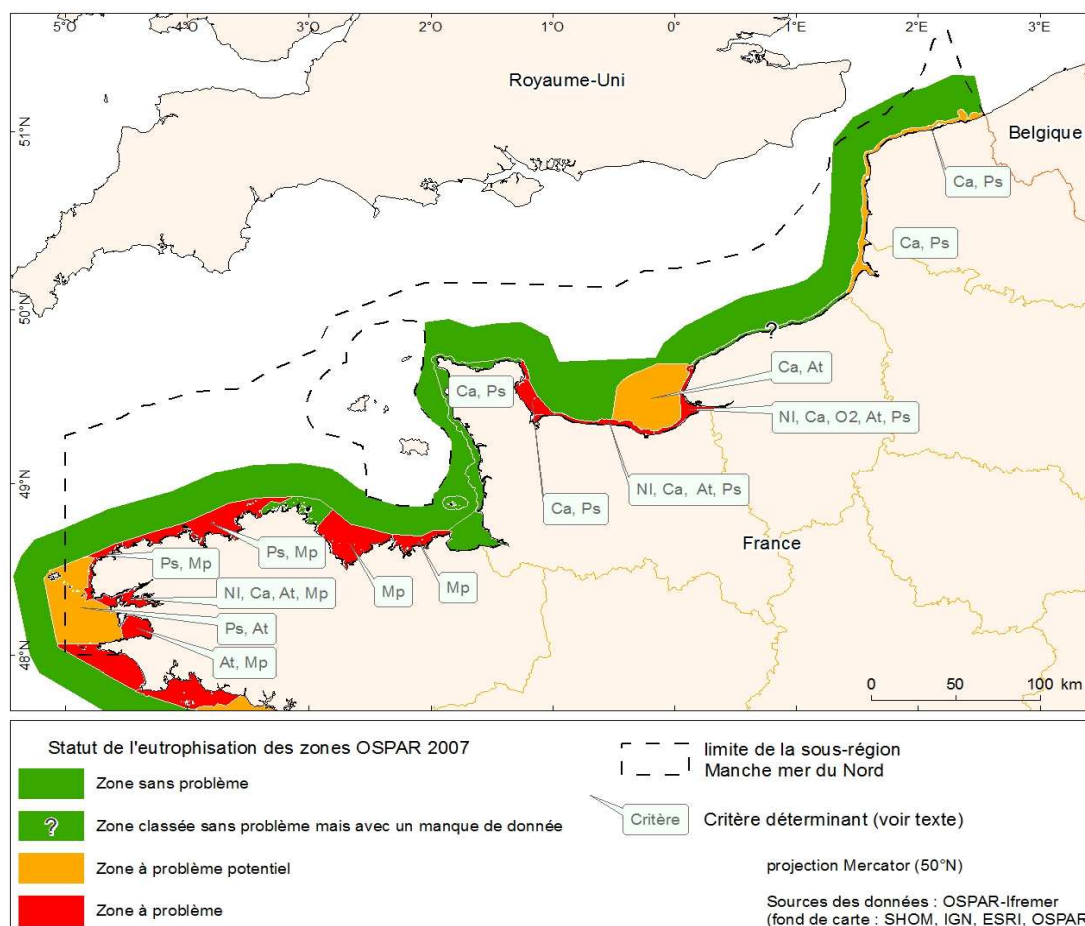 5°O 4°O 3°O 2°O 1°O 0° 1°E 2°E 3°E
Royaume-Uni
51°N
Belgique
Ca, Ps
Ca, Ps
50°N
?
Ca, At
Ca, Ps
NI, Ca, O2, At, Ps
49°N
NI, Ca, At, Ps
Ca, Ps
France
Ps, Mp
Ps, Mp
Mp
Mp
NI, Ca, At, Mp
Ps, At
At, Mp
48°N
0 50 100 km
Statut de l'eutrophisation des zones OSPAR 2007
Zone sans problème
? Zone classée sans problème mais avec un manque de donnée
Zone à problème potentiel
Zone à problème
limite de la sous-région
Manche mer du Nord
Critère Critère déterminant (voir texte)
projection Mercator (50°N)
Sources des données : OSPAR-Ifremer
(fond de carte : SHOM, IGN, ESRI, OSPAR